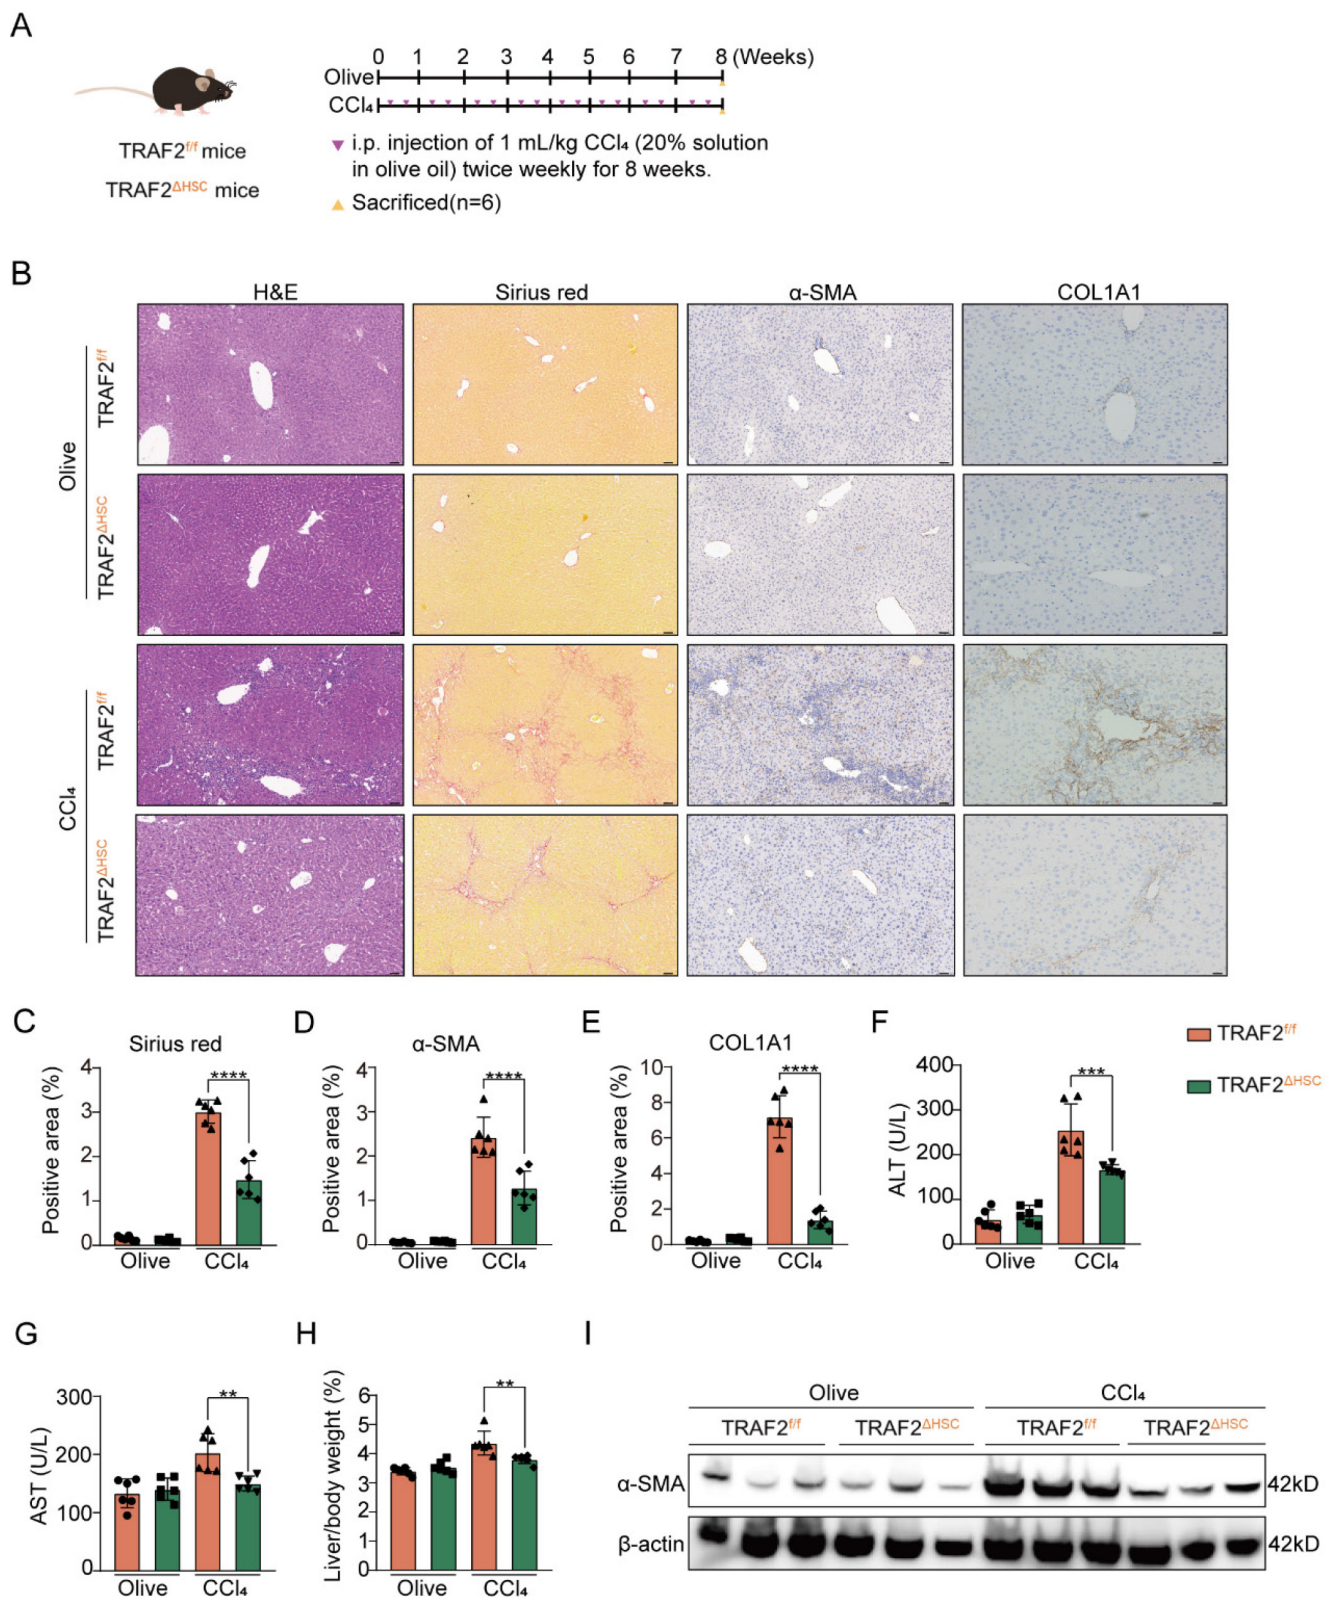 A
0 1 2 3 4 5 6 7 8 (Weeks)
Olive
CCl₄
TRAF2f/f mice
TRAF2ΔHSC mice
i.p. injection of 1 mL/kg CCl₄ (20% solution
in olive oil) twice weekly for 8 weeks.
Sacrificed(n=6)
B
H&E Sirius red α-SMA COL1A1
Olive
TRAF2f/f
TRAF2ΔHSC
CCl₄
TRAF2f/f
TRAF2ΔHSC
C
Sirius red
Positive area (%)
4
3
2
1
0
****
Olive CCl₄
D
α-SMA
Positive area (%)
4
3
2
1
0
****
Olive CCl₄
E
COL1A1
Positive area (%)
10
8
6
4
2
0
****
Olive CCl₄
F
ALT (U/L)
400
300
200
100
0
***
Olive CCl₄
TRAF2f/f
TRAF2ΔHSC
G
AST (U/L)
300
200
100
0
**
Olive CCl₄
H
Liver/body weight (%)
6
5
4
3
2
1
0
**
Olive CCl₄
I
Olive CCl₄
TRAF2f/f TRAF2ΔHSC TRAF2f/f TRAF2ΔHSC
α-SMA 42kD
β-actin 42kD